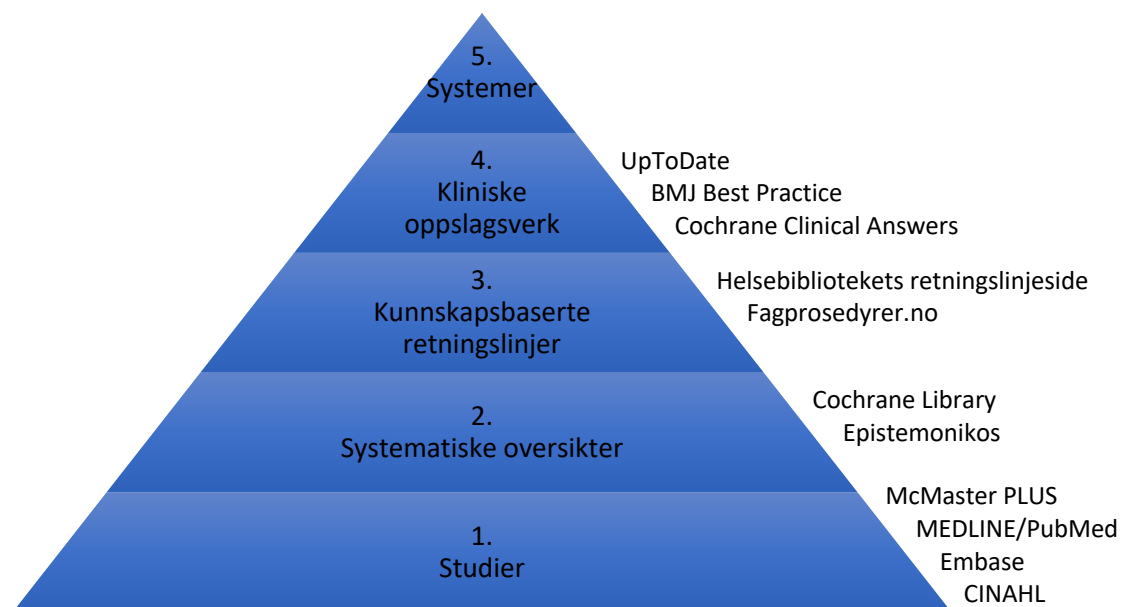 5.
Systemer
4.
Kliniske
oppslagsverk
UpToDate
BMJ Best Practice
Cochrane Clinical Answers
3.
Kunnskapsbaserte
retningslinjer
Helsebibliotekets retningslinjeside
Fagprosedyrer.no
2.
Systematiske oversikter
Cochrane Library
Epistemonikos
1.
Studier
McMaster PLUS
MEDLINE/PubMed
Embase
CINAHL